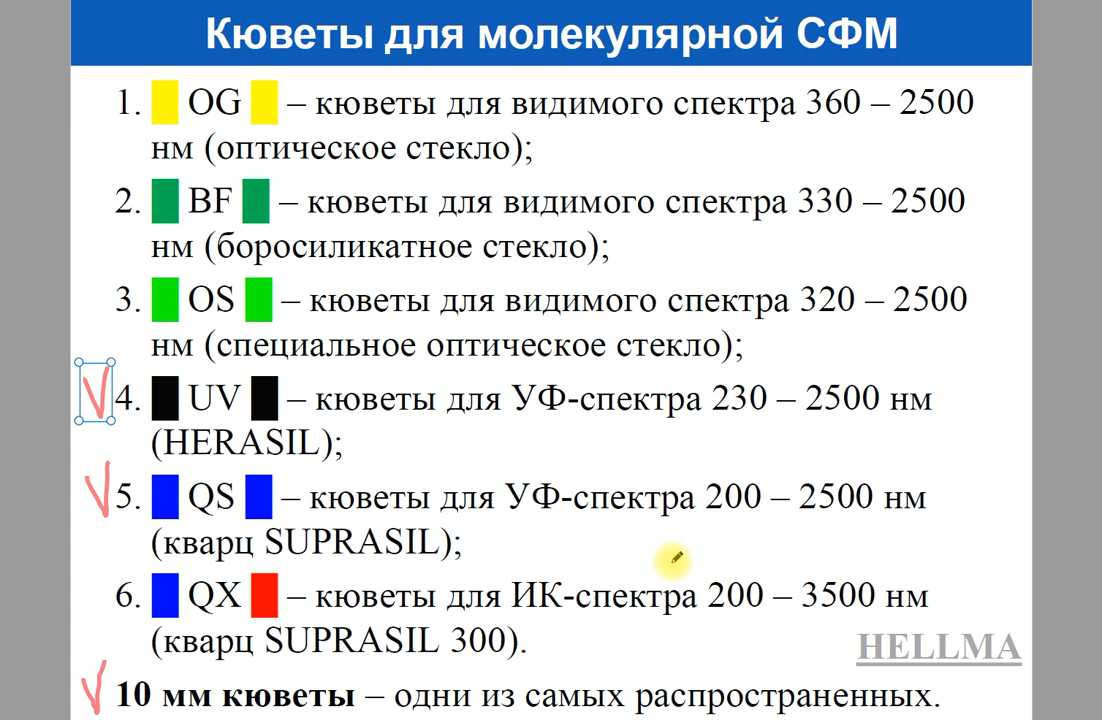 Кюветы для молекулярной СФМ
1. OG – кюветы для видимого спектра 360 – 2500
нм (оптическое стекло);
2. BF – кюветы для видимого спектра 330 – 2500
нм (боросиликатное стекло);
3. OS – кюветы для видимого спектра 320 – 2500
нм (специальное оптическое стекло);
4. UV – кюветы для УФ-спектра 230 – 2500 нм
(HERASIL);
5. QS – кюветы для УФ-спектра 200 – 2500 нм
(кварц SUPRASIL);
6. QX – кюветы для ИК-спектра 200 – 3500 нм
(кварц SUPRASIL 300).
HELLMA
10 мм кюветы – одни из самых распространенных.